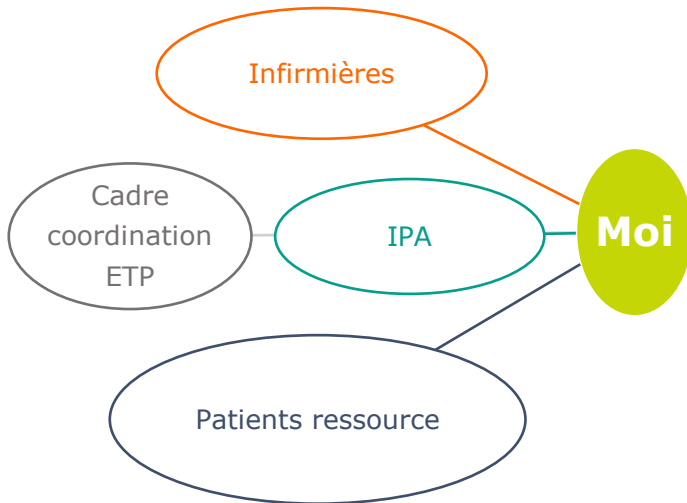 Infirmières
Cadre
coordination
ETP
IPA
Moi
Patients ressource